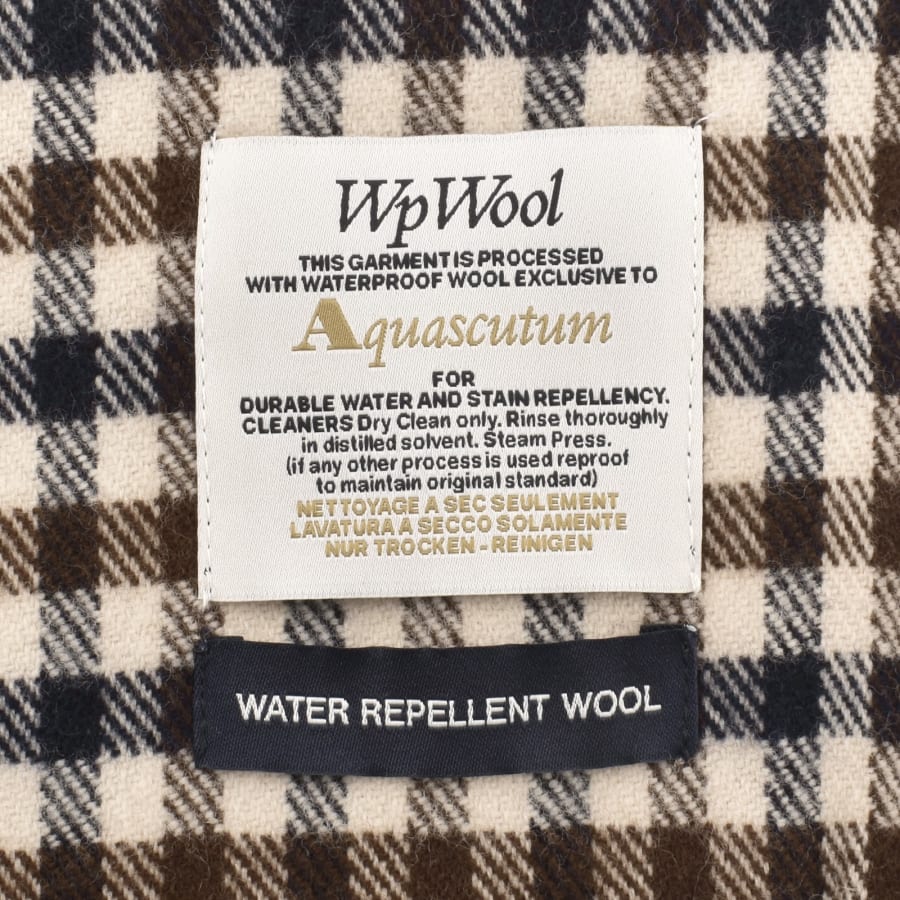 WpWool
THIS GARMENT IS PROCESSED
WITH WATERPROOF WOOL EXCLUSIVE TO
Aquascutum
FOR
DURABLE WATER AND STAIN REPELLENCY.
CLEANERS Dry Clean only. Rinse thoroughly
in distilled solvent. Steam Press.
(if any other process is used reproof
to maintain original standard)
NETTOYAGE A SEC SEULEMENT
LAVATURA A SECCO SOLAMENTE
NUR TROCKEN - REINIGEN
WATER REPELLENT WOOL